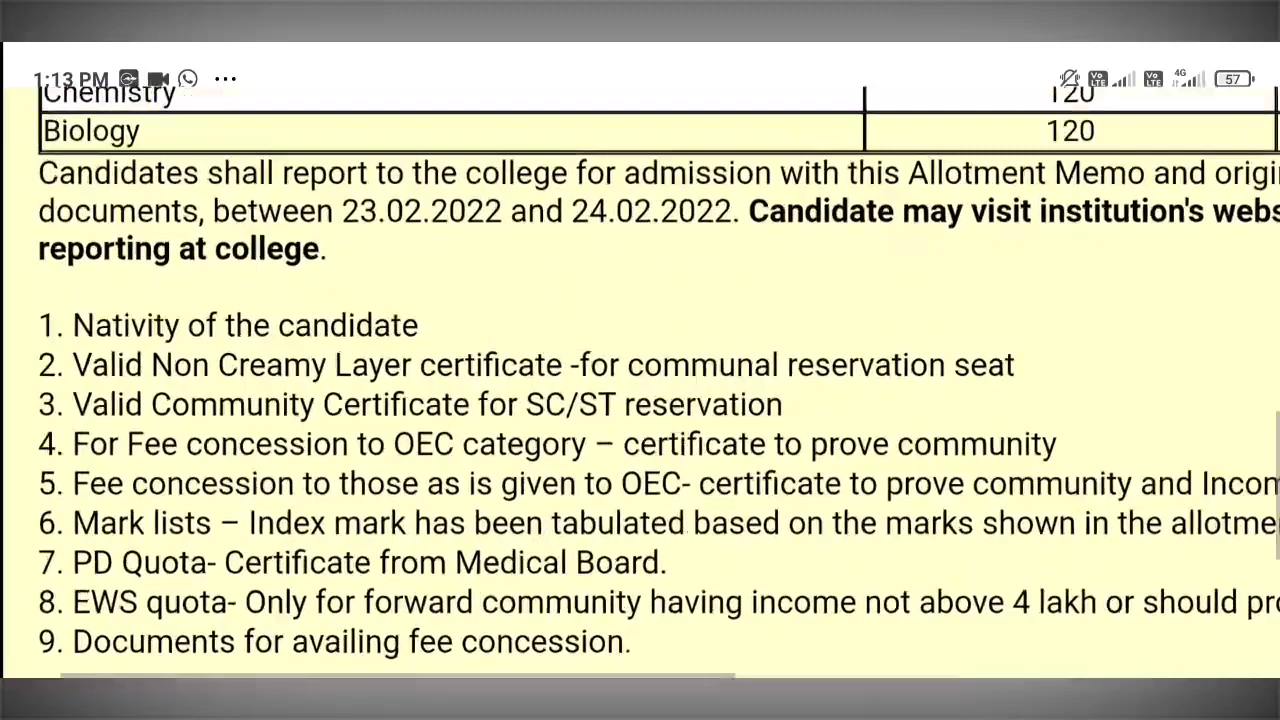 1:13 PM ...
4G
Vo LTE Vo LTE 57
Chemistry 120
Biology 120
Candidates shall report to the college for admission with this Allotment Memo and
documents, between 23.02.2022 and 24.02.2022. Candidate may visit institution's
reporting at college.
1. Nativity of the candidate
2. Valid Non Creamy Layer certificate -for communal reservation seat
3. Valid Community Certificate for SC/ST reservation
4. For Fee concession to OEC category – certificate to prove community
5. Fee concession to those as is given to OEC- certificate to prove community and
6. Mark lists – Index mark has been tabulated based on the marks shown in the
7. PD Quota- Certificate from Medical Board.
8. EWS quota- Only for forward community having income not above 4 lakh or should
9. Documents for availing fee concession.